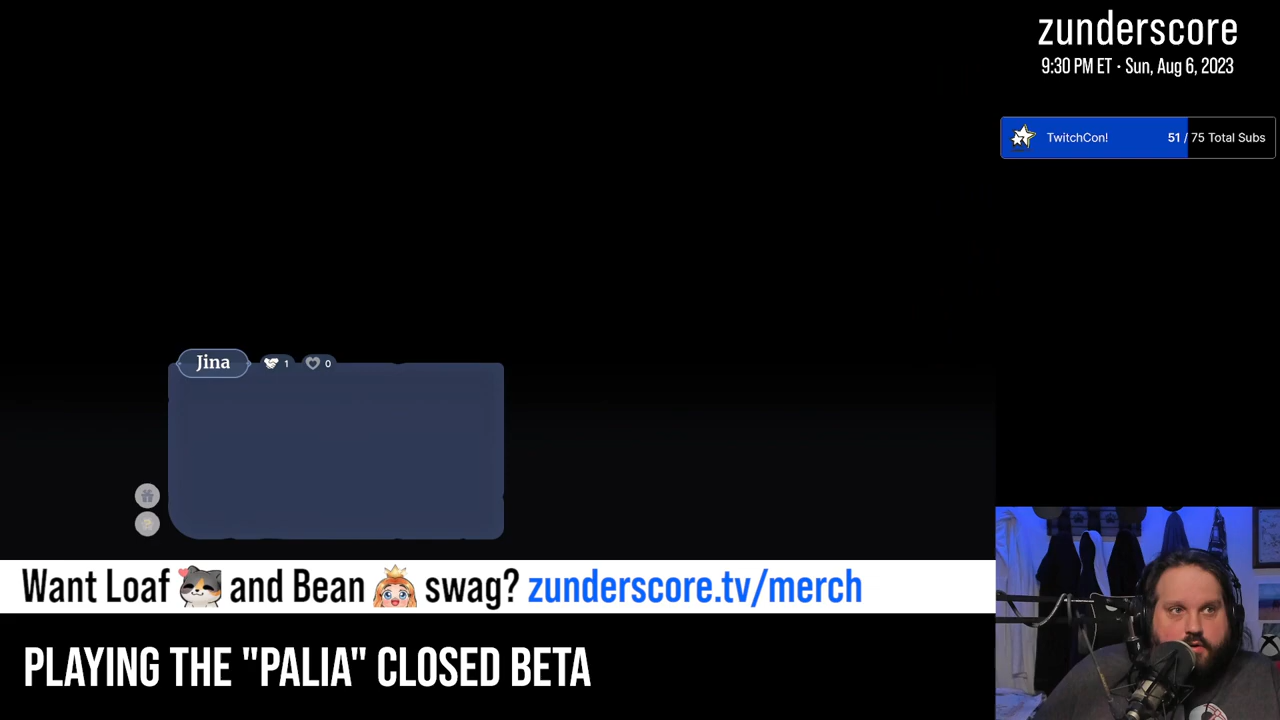 zunderscore
9:30 PM ET · Sun, Aug 6, 2023
TwitchCon! 51 / 75 Total Subs
Jina 1 0
Want Loaf and Bean swag? zunderscore.tv/merch
PLAYING THE "PALIA" CLOSED BETA